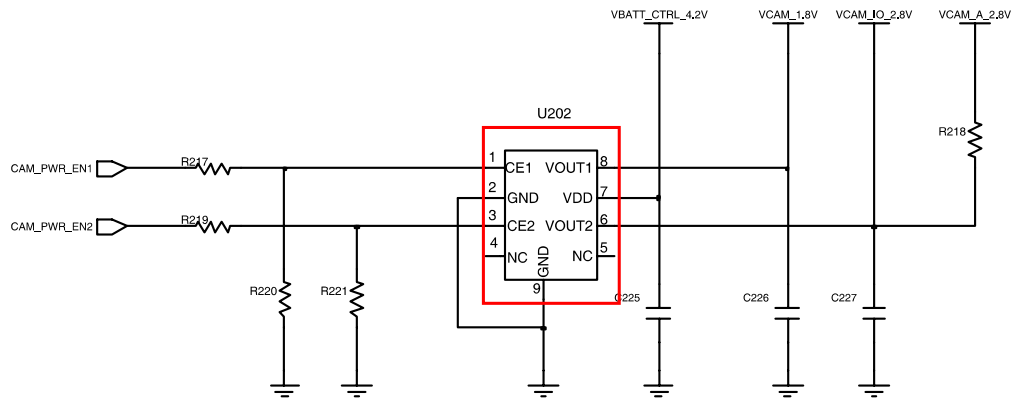 VBATT_CTRL_4.2V VCAM_1.8V VCAM_IO_2.8V VCAM_A_2.8V
U202
R218
CAM_PWR_EN1 R217 1 CE1 VOUT1 8
2 GND VDD 7
CAM_PWR_EN2 R219 3 CE2 VOUT2 6
4 NC GND NC 5
9
R220 R221 C225 C226 C227